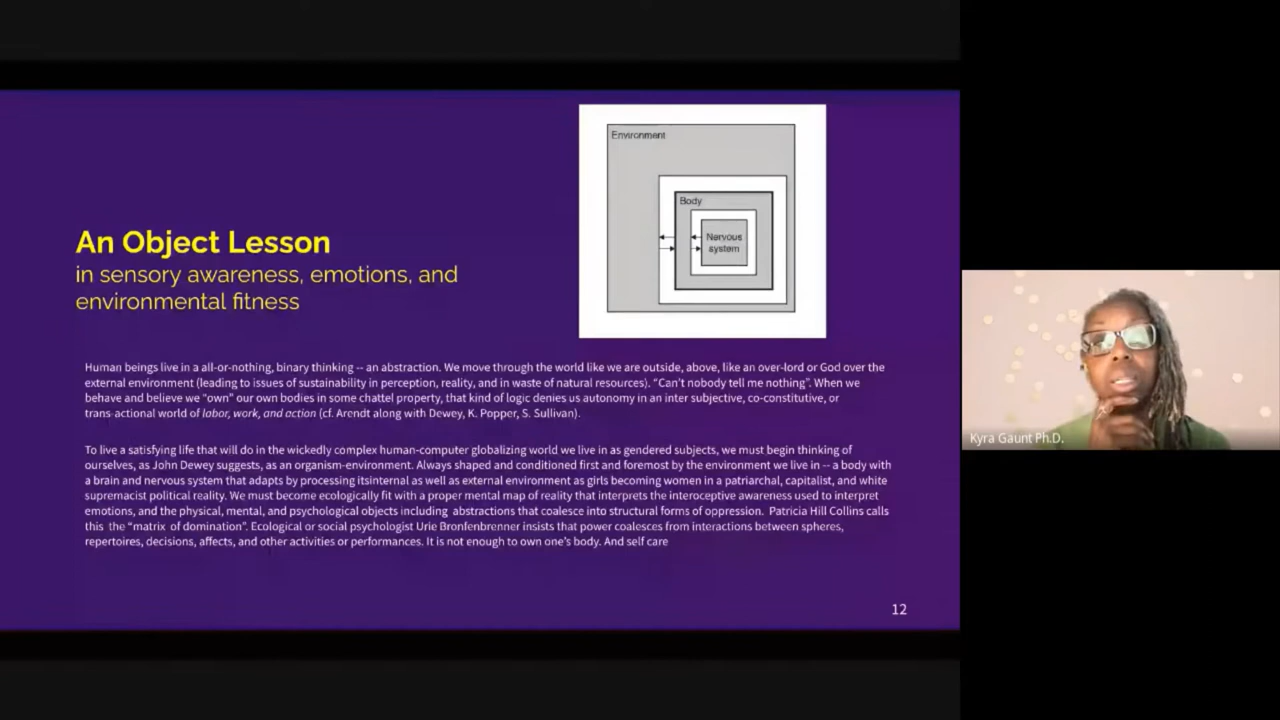 An Object Lesson
in sensory awareness, emotions, and
environmental fitness
Environment
Body
Nervous
system
Human beings live in a all-or-nothing, binary thinking -- an abstraction. We move through the world like we are outside, above, like an over-lord or God over the
external environment (leading to issues of sustainability in perception, reality, and in waste of natural resources). “Can’t nobody tell me nothing”. When we
behave and believe we “own” our own bodies in some chattel property, that kind of logic denies us autonomy in an inter subjective, co-constitutive, or
trans-actional world of labor, work, and action (cf. Arendt along with Dewey, K. Popper, S. Sullivan).
To live a satisfying life that will do in the wickedly complex human-computer globalizing world we live in as gendered subjects, we must begin thinking of
ourselves, as John Dewey suggests, as an organism-environment. Always shaped and conditioned first and foremost by the environment we live in -- a body with
a brain and nervous system that adapts by processing itsinternal as well as external environment as girls becoming women in a patriarchal, capitalist, and white
supremacist political reality. We must become ecologically fit with a proper mental map of reality that interprets the interoceptive awareness used to interpret
emotions, and the physical, mental, and psychological objects including abstractions that coalesce into structural forms of oppression. Patricia Hill Collins calls
this the “matrix of domination”. Ecological or social psychologist Urie Bronfenbrenner insists that power coalesces from interactions between spheres,
repertoires, decisions, affects, and other activities or performances. It is not enough to own one’s body. And self care
12
Kyra Gaunt Ph.D.